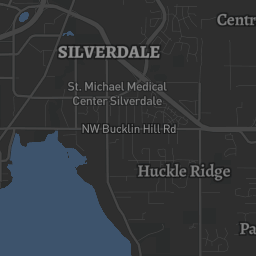 Centr
SILVERDALE
St. Michael Medical
Center Silverdale
NW Bucklin Hill Rd
Huckle Ridge
Pa